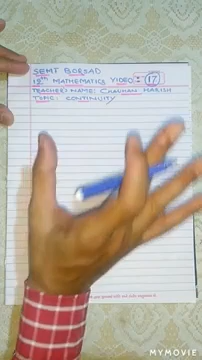 SEMT BORSAD
12th MATHEMATICS VIDEO : 17
TEACHER NAME: CHAUHAN HARISH
TOPIC: CONTINUITY
MYMOVIE